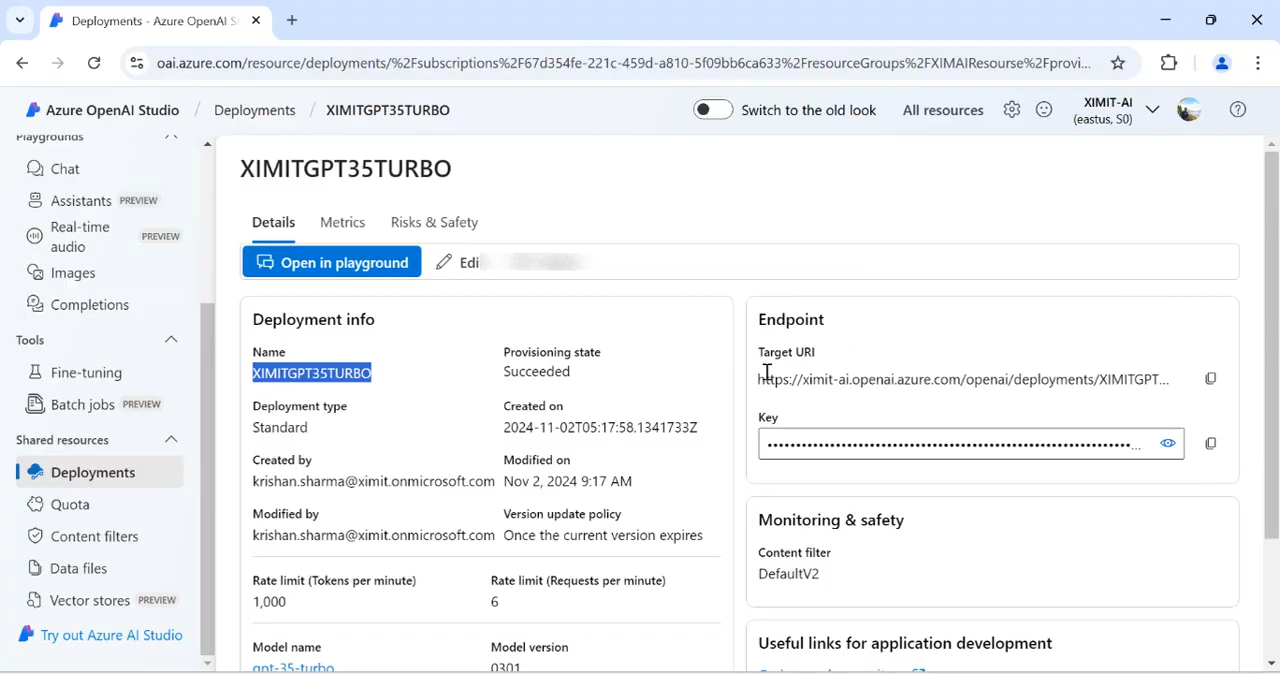 Deployments - Azure OpenAI S
oai.azure.com/resource/deployments/%2Fsubscriptions%2F67d354fe-221c-459d-a810-5f09bb6ca633%2FresourceGroups%2FXIMAIResourse%2Fprovi...
Azure OpenAI Studio / Deployments / XIMITGPT35TURBO
Switch to the old look
All resources
XIMIT-AI
(eastus, S0)
Playgrounds
Chat
Assistants PREVIEW
Real-time audio PREVIEW
Images
Completions
Tools
Fine-tuning
Batch jobs PREVIEW
Shared resources
Deployments
Quota
Content filters
Data files
Vector stores PREVIEW
Try out Azure AI Studio
XIMITGPT35TURBO
Details Metrics Risks & Safety
Open in playground
Edi
Deployment info
Name
XIMITGPT35TURBO
Provisioning state
Succeeded
Deployment type
Standard
Created on
2024-11-02T05:17:58.1341733Z
Created by
krishan.sharma@ximit.onmicrosoft.com
Modified on
Nov 2, 2024 9:17 AM
Modified by
krishan.sharma@ximit.onmicrosoft.com
Version update policy
Once the current version expires
Rate limit (Tokens per minute)
1,000
Rate limit (Requests per minute)
6
Model name
gpt-35-turbo
Model version
0301
Endpoint
Target URI
https://ximit-ai.openai.azure.com/openai/deployments/XIMITGPT...
Key
Monitoring & safety
Content filter
DefaultV2
Useful links for application development